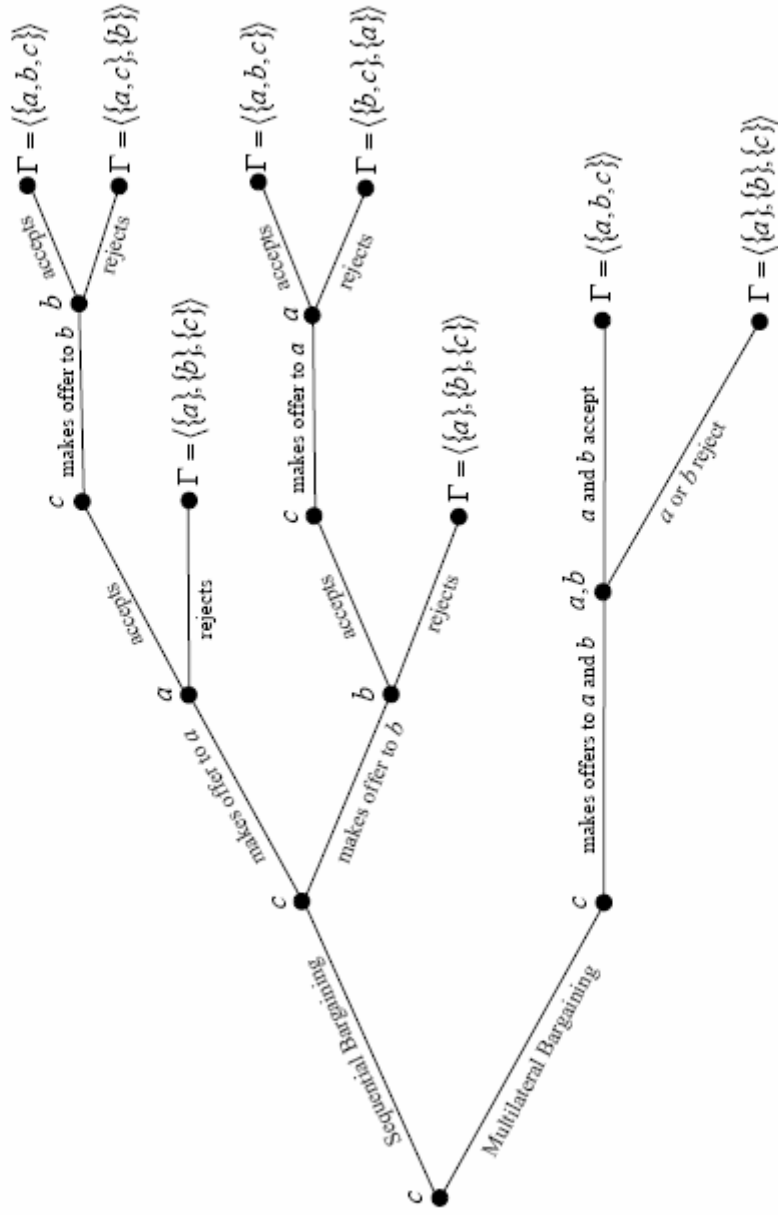 c
Sequential Bargaining
Multilateral Bargaining
c
makes offer to a
makes offer to b
a
accepts
rejects
Γ = ⟨{a},{b},{c}⟩
c
makes offer to b
b
accepts
rejects
Γ = ⟨{a,b,c}⟩
Γ = ⟨{a,c},{b}⟩
b
accepts
rejects
Γ = ⟨{a},{b},{c}⟩
c
makes offer to a
a
accepts
rejects
Γ = ⟨{a,b,c}⟩
Γ = ⟨{b,c},{a}⟩
c
makes offers to a and b
a,b
a and b accept
a or b reject
Γ = ⟨{a,b,c}⟩
Γ = ⟨{a},{b},{c}⟩